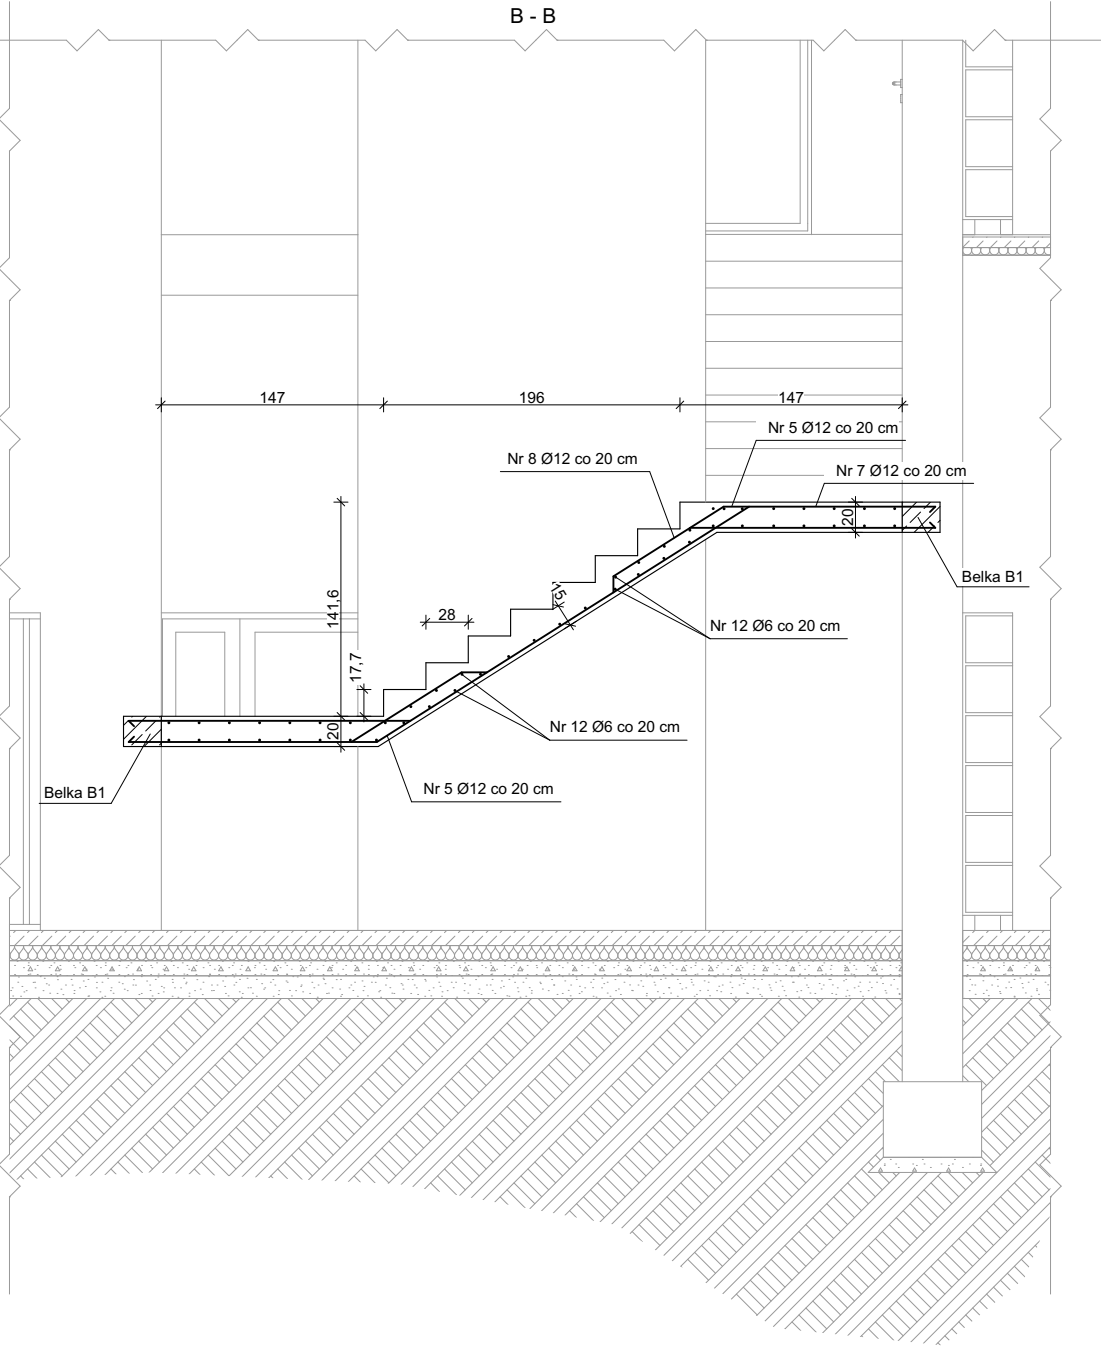 B - B
147
196
147
Nr 5 Ø12 co 20 cm
Nr 8 Ø12 co 20 cm
Nr 7 Ø12 co 20 cm
20
Belka B1
15
141,6
28
Nr 12 Ø6 co 20 cm
17,7
20
Nr 12 Ø6 co 20 cm
Nr 5 Ø12 co 20 cm
Belka B1